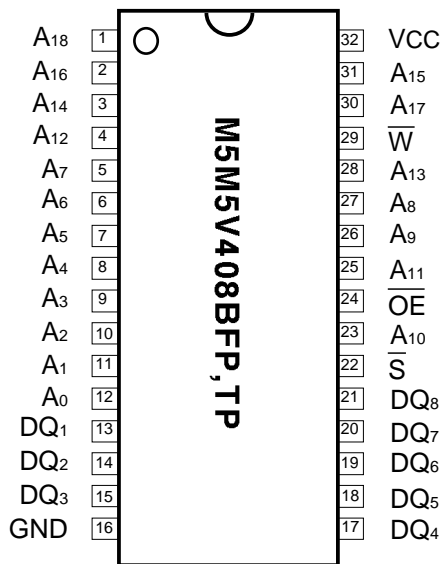 A18 1 32 VCC
A16 2 31 A15
A14 3 30 A17
A12 4 29 W̅
A7 5 28 A13
A6 6 27 A8
A5 7 26 A9
A4 8 25 A11
A3 9 24 O̅E̅
A2 10 23 A10
A1 11 22 S̅
A0 12 21 DQ8
DQ1 13 20 DQ7
DQ2 14 19 DQ6
DQ3 15 18 DQ5
GND 16 17 DQ4
M5M5V408BFP,TP